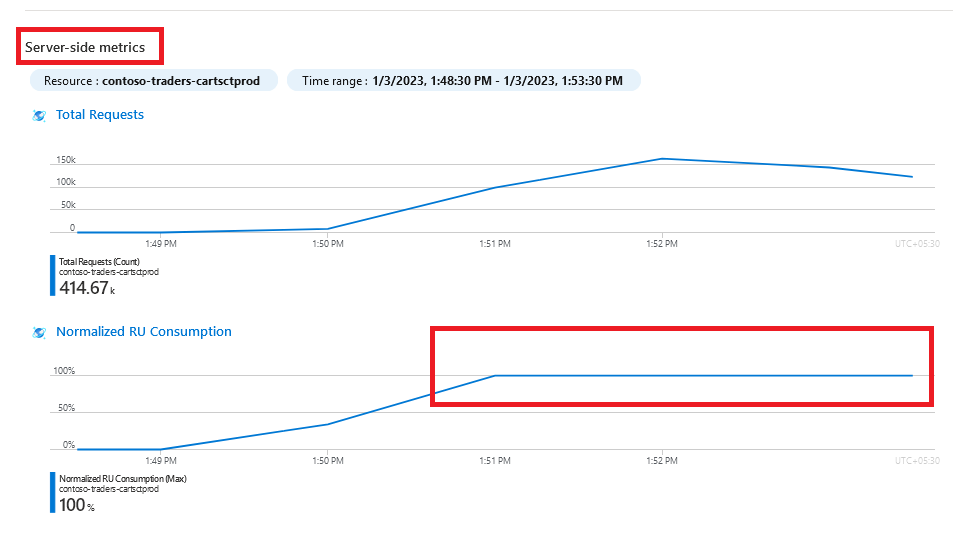 Server-side metrics
Resource : contoso-traders-cartsctprod Time range : 1/3/2023, 1:48:30 PM - 1/3/2023, 1:53:30 PM
Total Requests
150k
100k
50k
0
1:49 PM 1:50 PM 1:51 PM 1:52 PM UTC+05:30
Total Requests (Count)
contoso-traders-cartsctprod
414.67 k
Normalized RU Consumption
100%
50%
0%
1:49 PM 1:50 PM 1:51 PM 1:52 PM UTC+05:30
Normalized RU Consumption (Max)
contoso-traders-cartsctprod
100 %